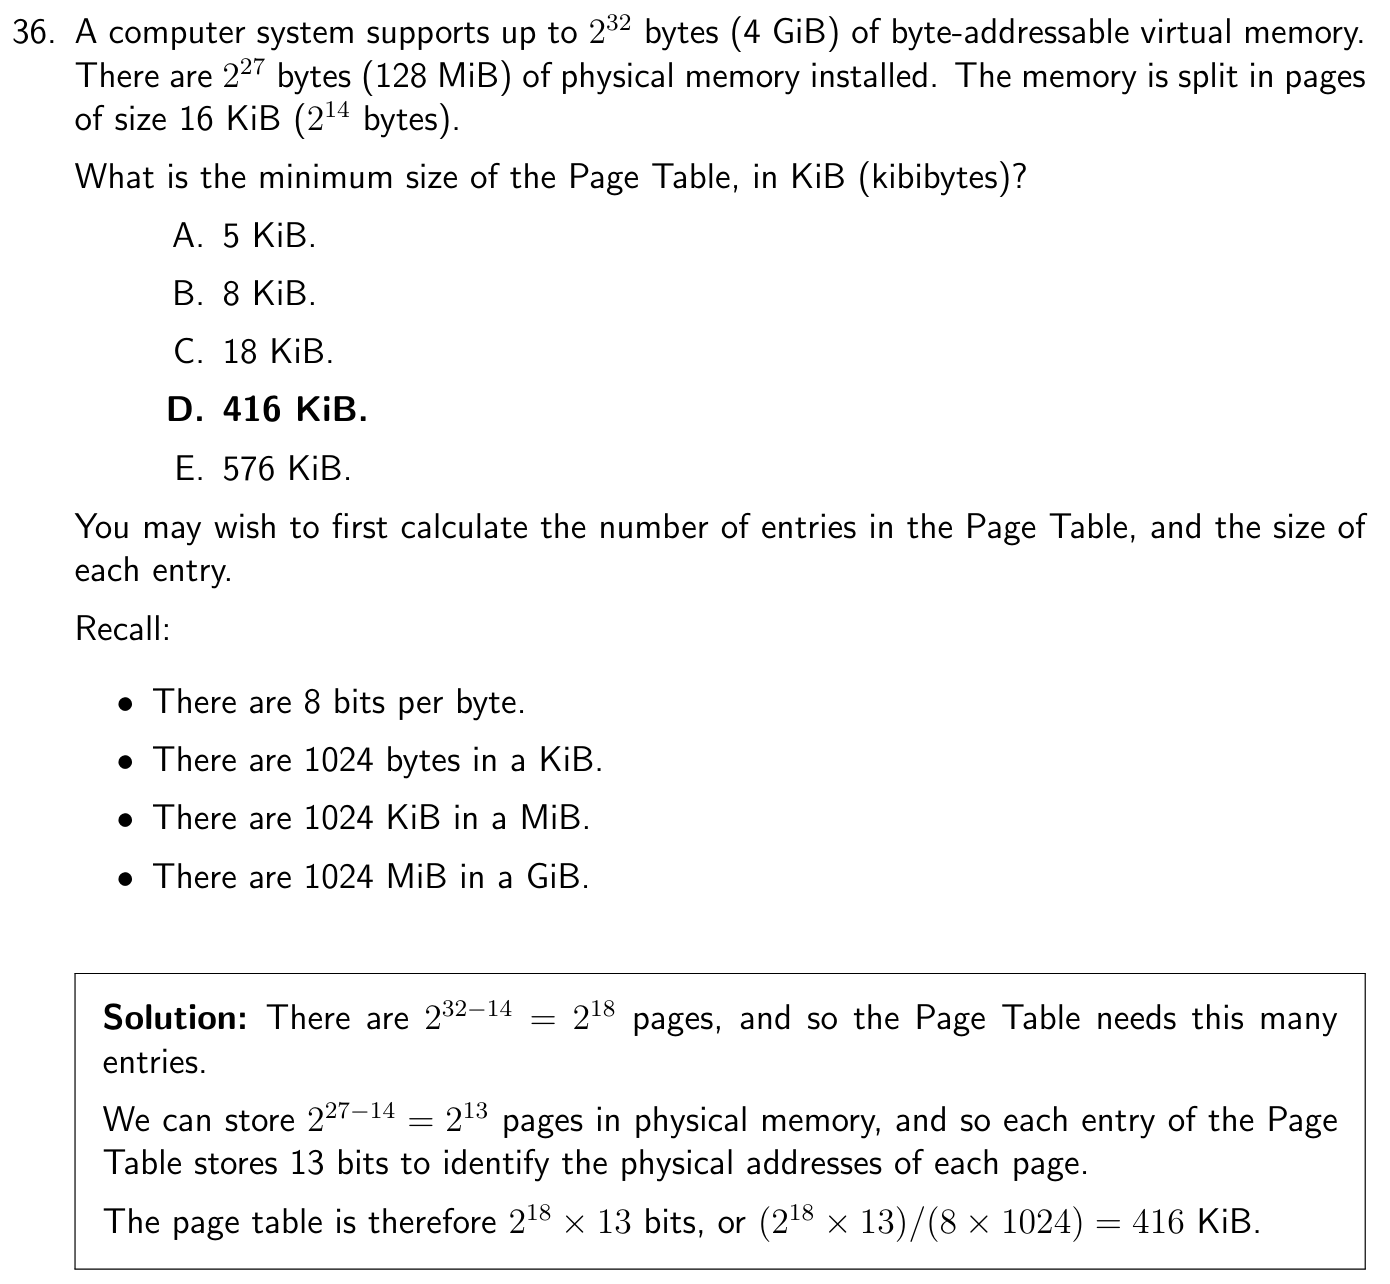 36. A computer system supports up to 2^32 bytes (4 GiB) of byte-addressable virtual memory.
There are 2^27 bytes (128 MiB) of physical memory installed. The memory is split in pages
of size 16 KiB (2^14 bytes).
What is the minimum size of the Page Table, in KiB (kibibytes)?
A. 5 KiB.
B. 8 KiB.
C. 18 KiB.
D. 416 KiB.
E. 576 KiB.
You may wish to first calculate the number of entries in the Page Table, and the size of
each entry.
Recall:
• There are 8 bits per byte.
• There are 1024 bytes in a KiB.
• There are 1024 KiB in a MiB.
• There are 1024 MiB in a GiB.
Solution: There are 2^{32−14} = 2^18 pages, and so the Page Table needs this many
entries.
We can store 2^{27−14} = 2^13 pages in physical memory, and so each entry of the Page
Table stores 13 bits to identify the physical addresses of each page.
The page table is therefore 2^18 × 13 bits, or (2^18 × 13)/(8 × 1024) = 416 KiB.